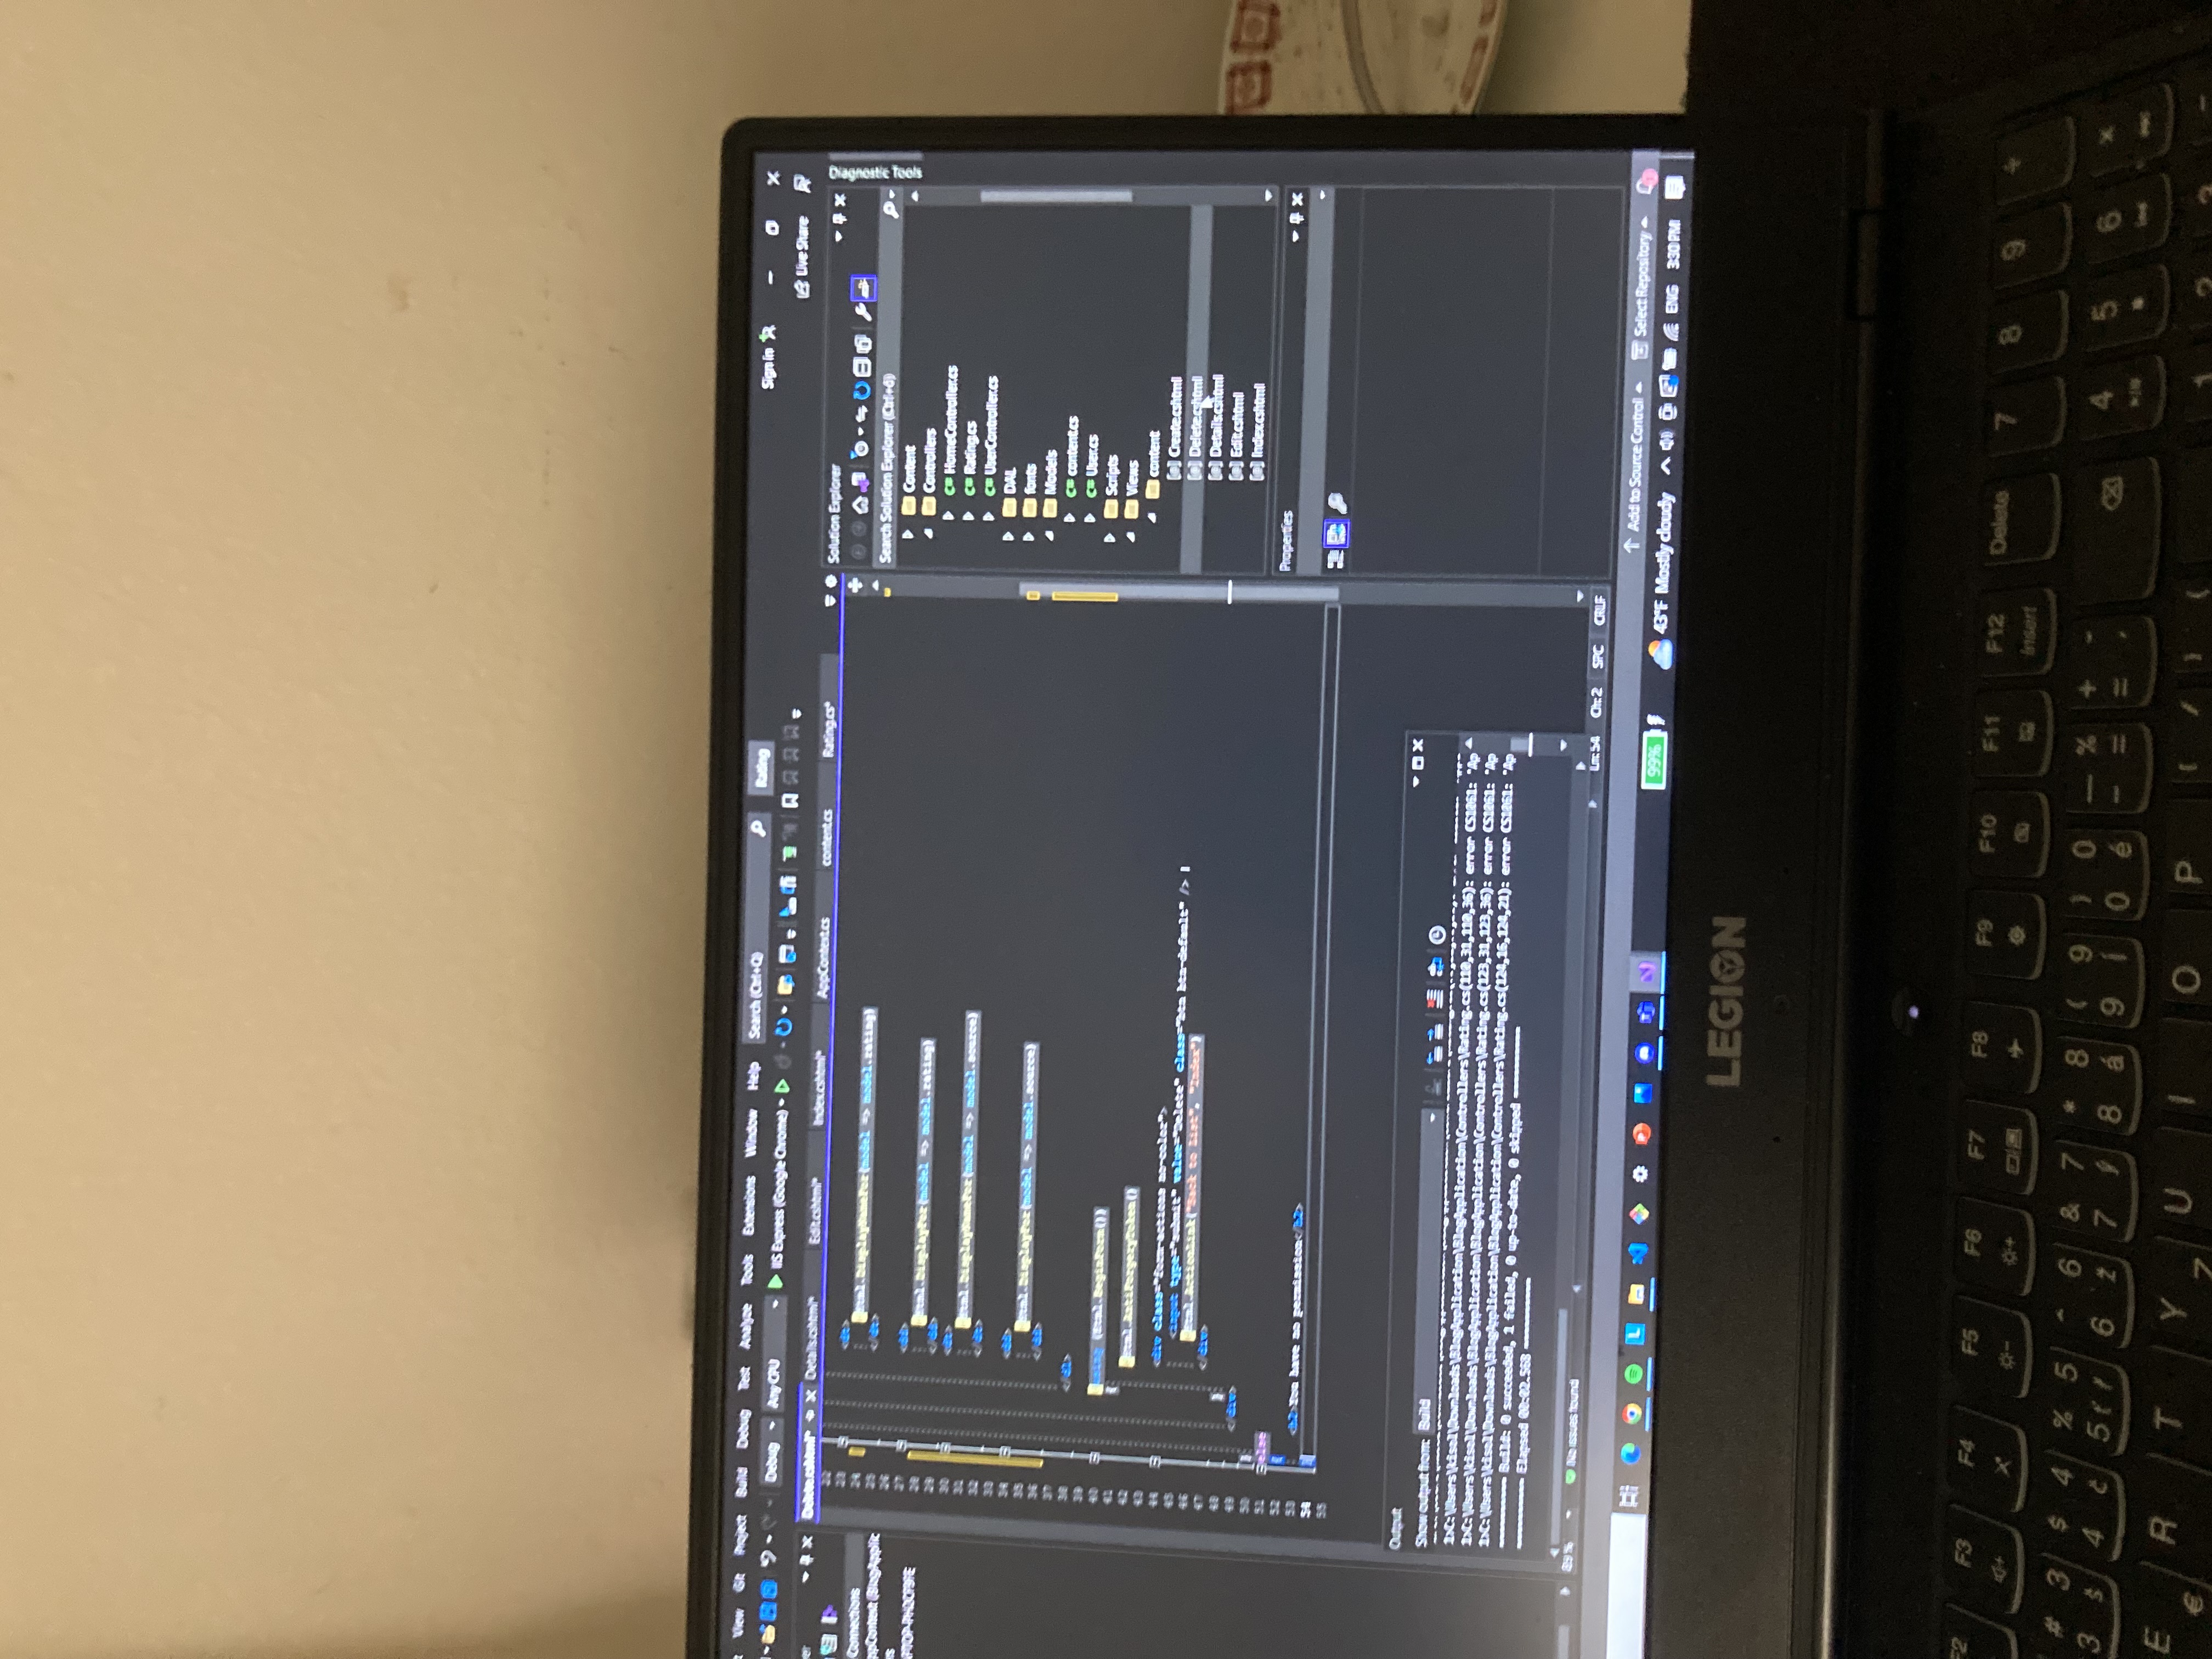 View Git Project Build Debug Test Analyze Tools Extensions Window Help Search (Ctrl+Q) Rating
Sign in
Debug Any CPU IIS Express (Google Chrome)
Live Share
Delete.cshtml* Details.cshtml* Edit.cshtml* Index.cshtml* AppContext.cs content.cs Rating.cs*
Connections
23 <dt>
24 @Html.DisplayNameFor(model => model.rating)
25 </dt>
26
27 <dd>
28 @Html.DisplayFor(model => model.rating)
29 </dd>
30 <dt>
31 @Html.DisplayNameFor(model => model.source)
32 </dt>
33
34 <dd>
35 @Html.DisplayFor(model => model.source)
36 </dd>
37
38 </dl>
39
40 @using (Html.BeginForm())
41 {
42 @Html.AntiForgeryToken()
43
44 <div class="form-actions no-color">
45 <input type="submit" value="Delete" class="btn btn-default" /> |
46 @Html.ActionLink("Back to List", "Index")
47 </div>
48 }
49 </div>
50 }
51 else
52 {
53 <h2>You have no permission</h2>
54 }
55
Solution Explorer
Search Solution Explorer (Ctrl+š)
Content
Controllers
C# HomeController.cs
C# Rating.cs
C# UserController.cs
DAL
fonts
Models
C# content.cs
C# User.cs
Scripts
Views
content
[@] Create.cshtml
[@] Delete.cshtml
[@] Details.cshtml
[@] Edit.cshtml
[@] Index.cshtml
Properties
Diagnostic Tools
Output
Show output from: Build
1>C:\Users\kisol\Downloads\BlogApplication\BlogApplication\Controllers\Rating.cs(110,31,110,36): error CS1061: 'Ap
1>C:\Users\kisol\Downloads\BlogApplication\BlogApplication\Controllers\Rating.cs(123,31,123,36): error CS1061: 'Ap
1>C:\Users\kisol\Downloads\BlogApplication\BlogApplication\Controllers\Rating.cs(124,16,124,21): error CS1061: 'Ap
========== Build: 0 succeeded, 1 failed, 0 up-to-date, 0 skipped ==========
========== Elapsed 00:02.568 ==========
89 % No issues found
Ln: 54 Ch: 2 SPC CRLF
Add to Source Control Select Repository
99% 43°F Mostly cloudy ENG 3:30 PM
LEGION
F2 F3 F4 F5 F6 F7 F8 F9 F10 F11 F12 Insert Delete 7 8 9 ÷
# 3 $ 4 % 5 ^ 6 & 7 * 8 ( 9 ) 0 — % + -
3 š 4 č 5 ř 6 ž 7 ý 8 á 9 í 0 é - = = 4 5 6 ×
E € R T Y Z U I O P [ / ] (